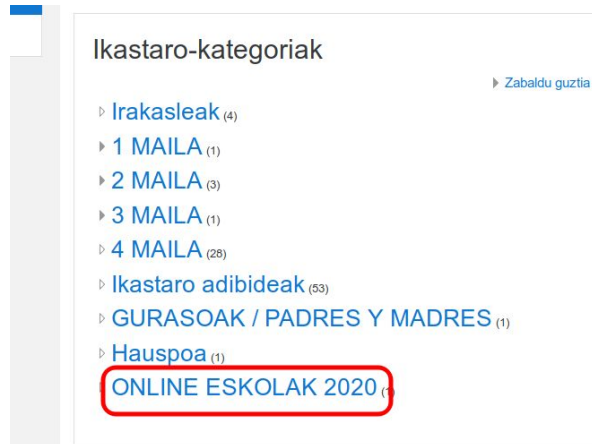 Ikastaro-kategoriak
Zabaldu guztia
Irakasleak (4)
1 MAILA (1)
2 MAILA (3)
3 MAILA (1)
4 MAILA (28)
Ikastaro adibideak (53)
GURASOAK / PADRES Y MADRES (1)
Hauspoa (1)
ONLINE ESKOLAK 2020